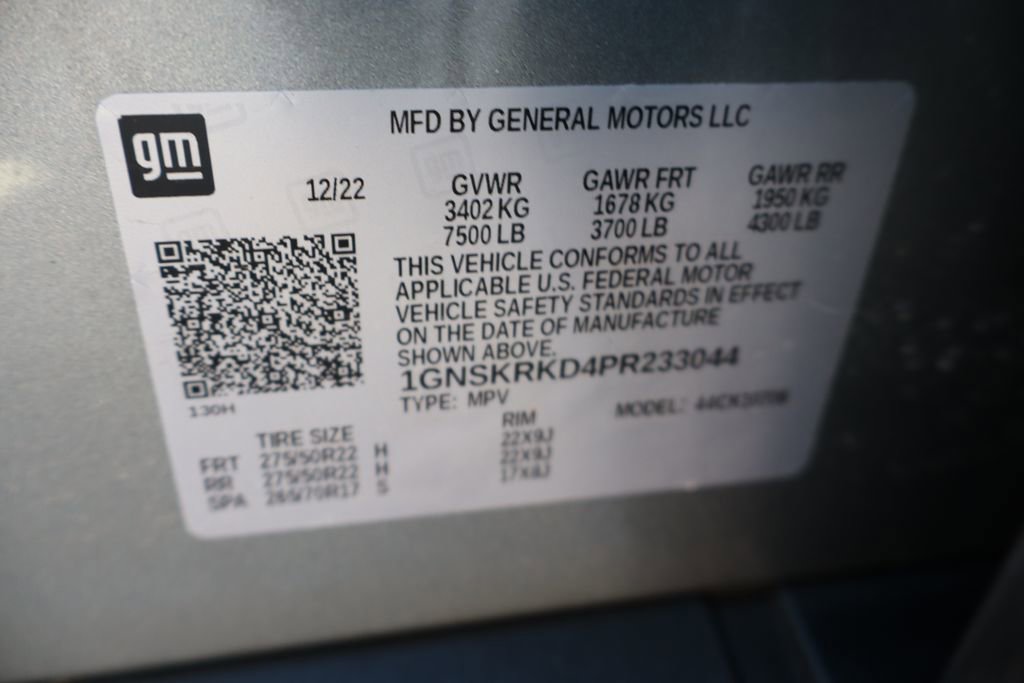 gm
MFD BY GENERAL MOTORS LLC
12/22
GVWR GAWR FRT GAWR RR
3402 KG 1678 KG 1950 KG
7500 LB 3700 LB 4300 LB
THIS VEHICLE CONFORMS TO ALL
APPLICABLE U.S. FEDERAL MOTOR
VEHICLE SAFETY STANDARDS IN EFFECT
ON THE DATE OF MANUFACTURE
SHOWN ABOVE.
1GNSKRKD4PR233044
130H
TYPE: MPV MODEL:
TIRE SIZE RIM
FRT 275/50R22 H 22X9J
RR 275/50R22 H 22X9J
SPA 265/70R17 S 17X8J